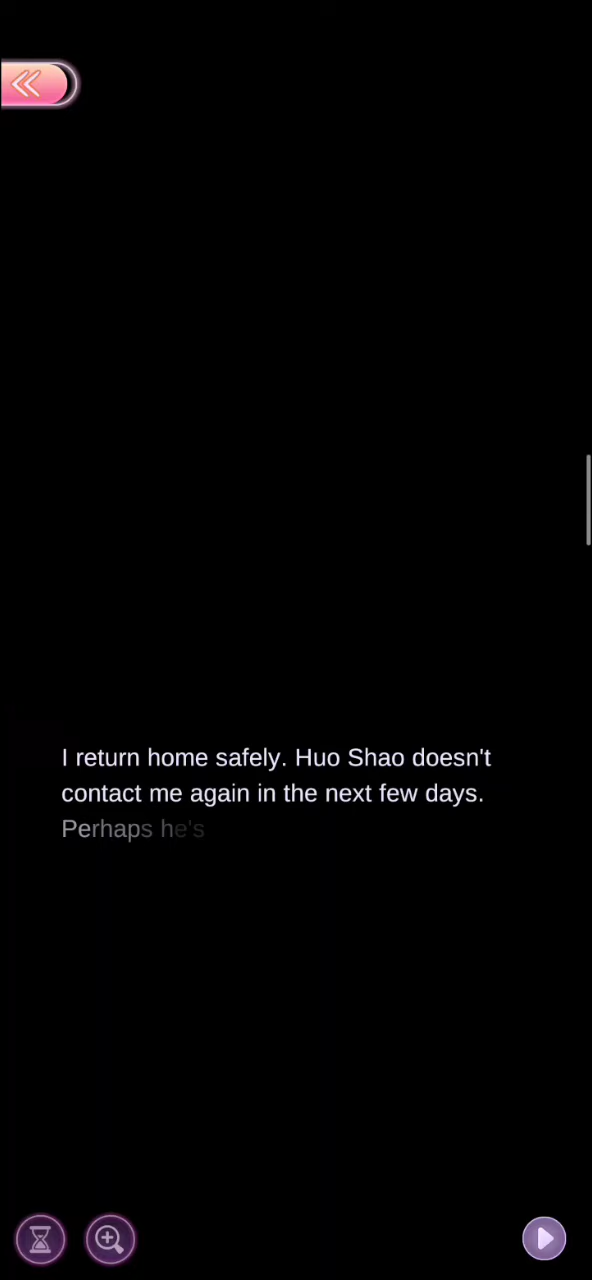 I return home safely. Huo Shao doesn't
contact me again in the next few days.
Perhaps he's